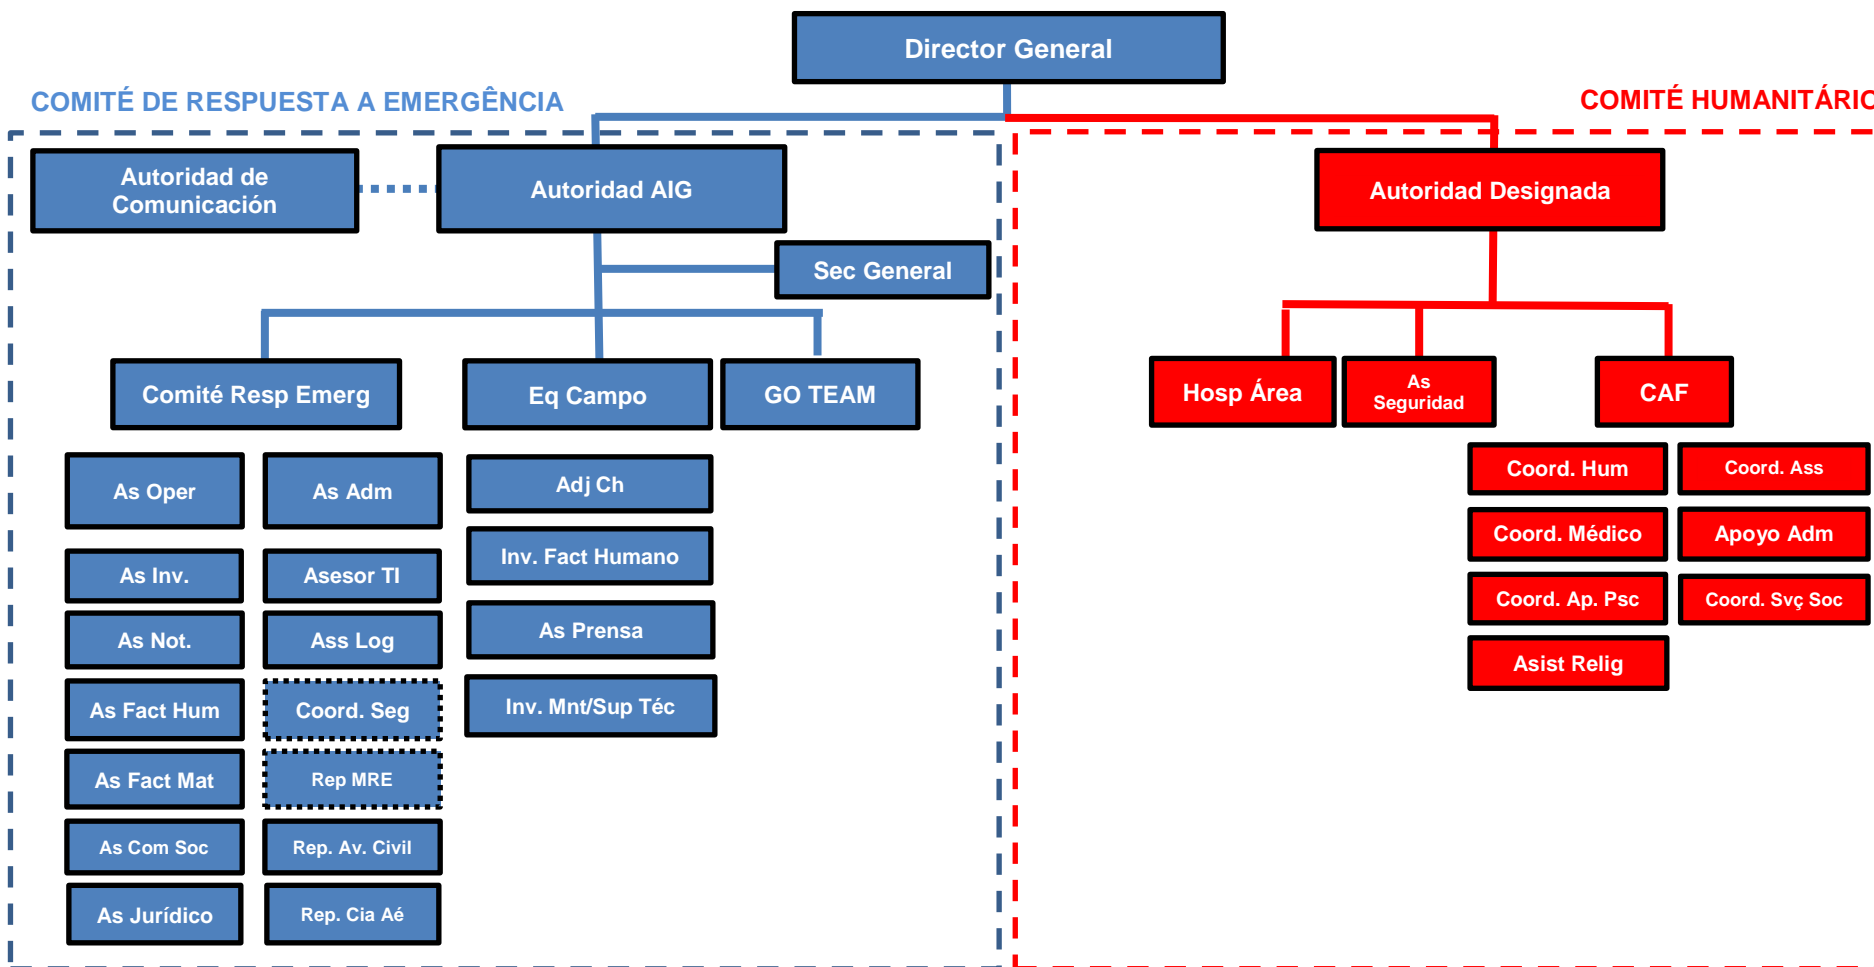 Director General
COMITÉ DE RESPUESTA A EMERGÊNCIA
COMITÉ HUMANITÁRIO
Autoridad de
Comunicación
Autoridad AIG
Autoridad Designada
Sec General
Comité Resp Emerg
Eq Campo
GO TEAM
Hosp Área
As
Seguridad
CAF
As Oper
As Adm
Adj Ch
Coord. Hum
Coord. Ass
As Inv.
Asesor TI
Inv. Fact Humano
Coord. Médico
Apoyo Adm
As Not.
Ass Log
As Prensa
Coord. Ap. Psc
Coord. Svç Soc
As Fact Hum
Coord. Seg
Inv. Mnt/Sup Téc
Asist Relig
As Fact Mat
Rep MRE
As Com Soc
Rep. Av. Civil
As Jurídico
Rep. Cia Aé